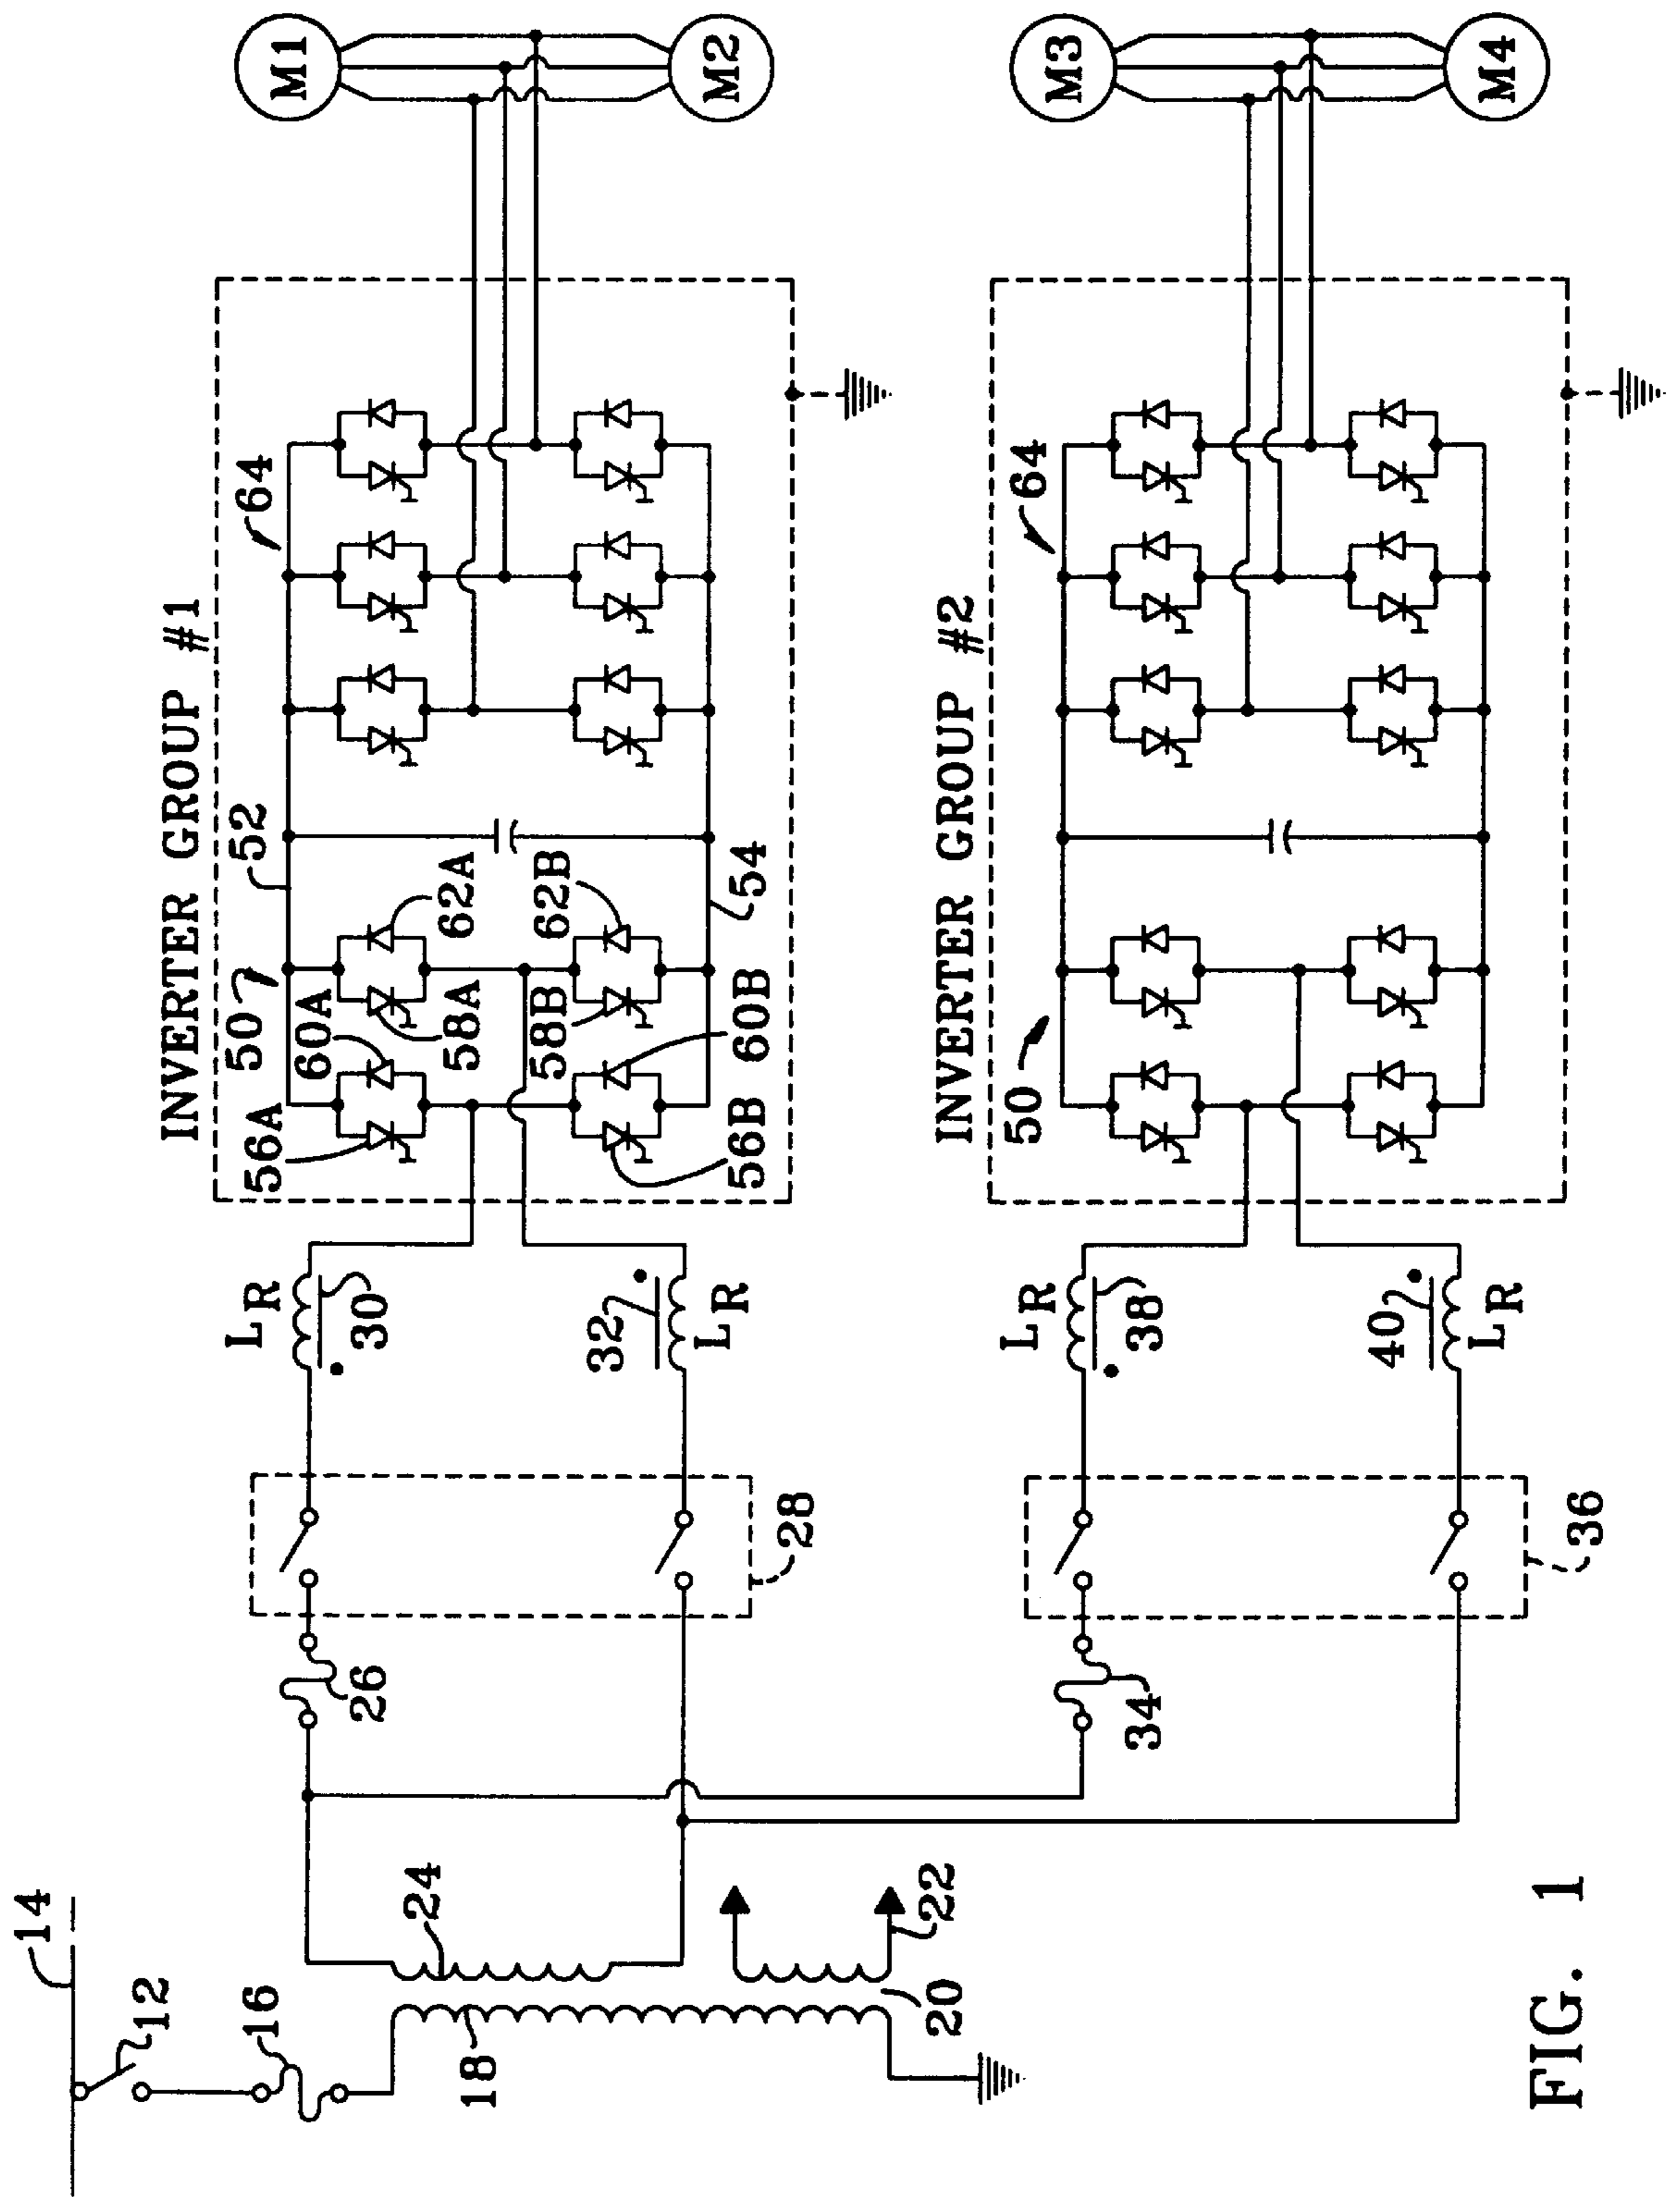 14
12
16
18
20
22
24
26
28
30
L R
32
L R
34
36
38
L R
40
L R
INVERTER GROUP #1
50
52
54
56A
60A
58A
62A
58B
62B
56B
60B
64
M1
M2
INVERTER GROUP #2
50
64
M3
M4
FIG. 1